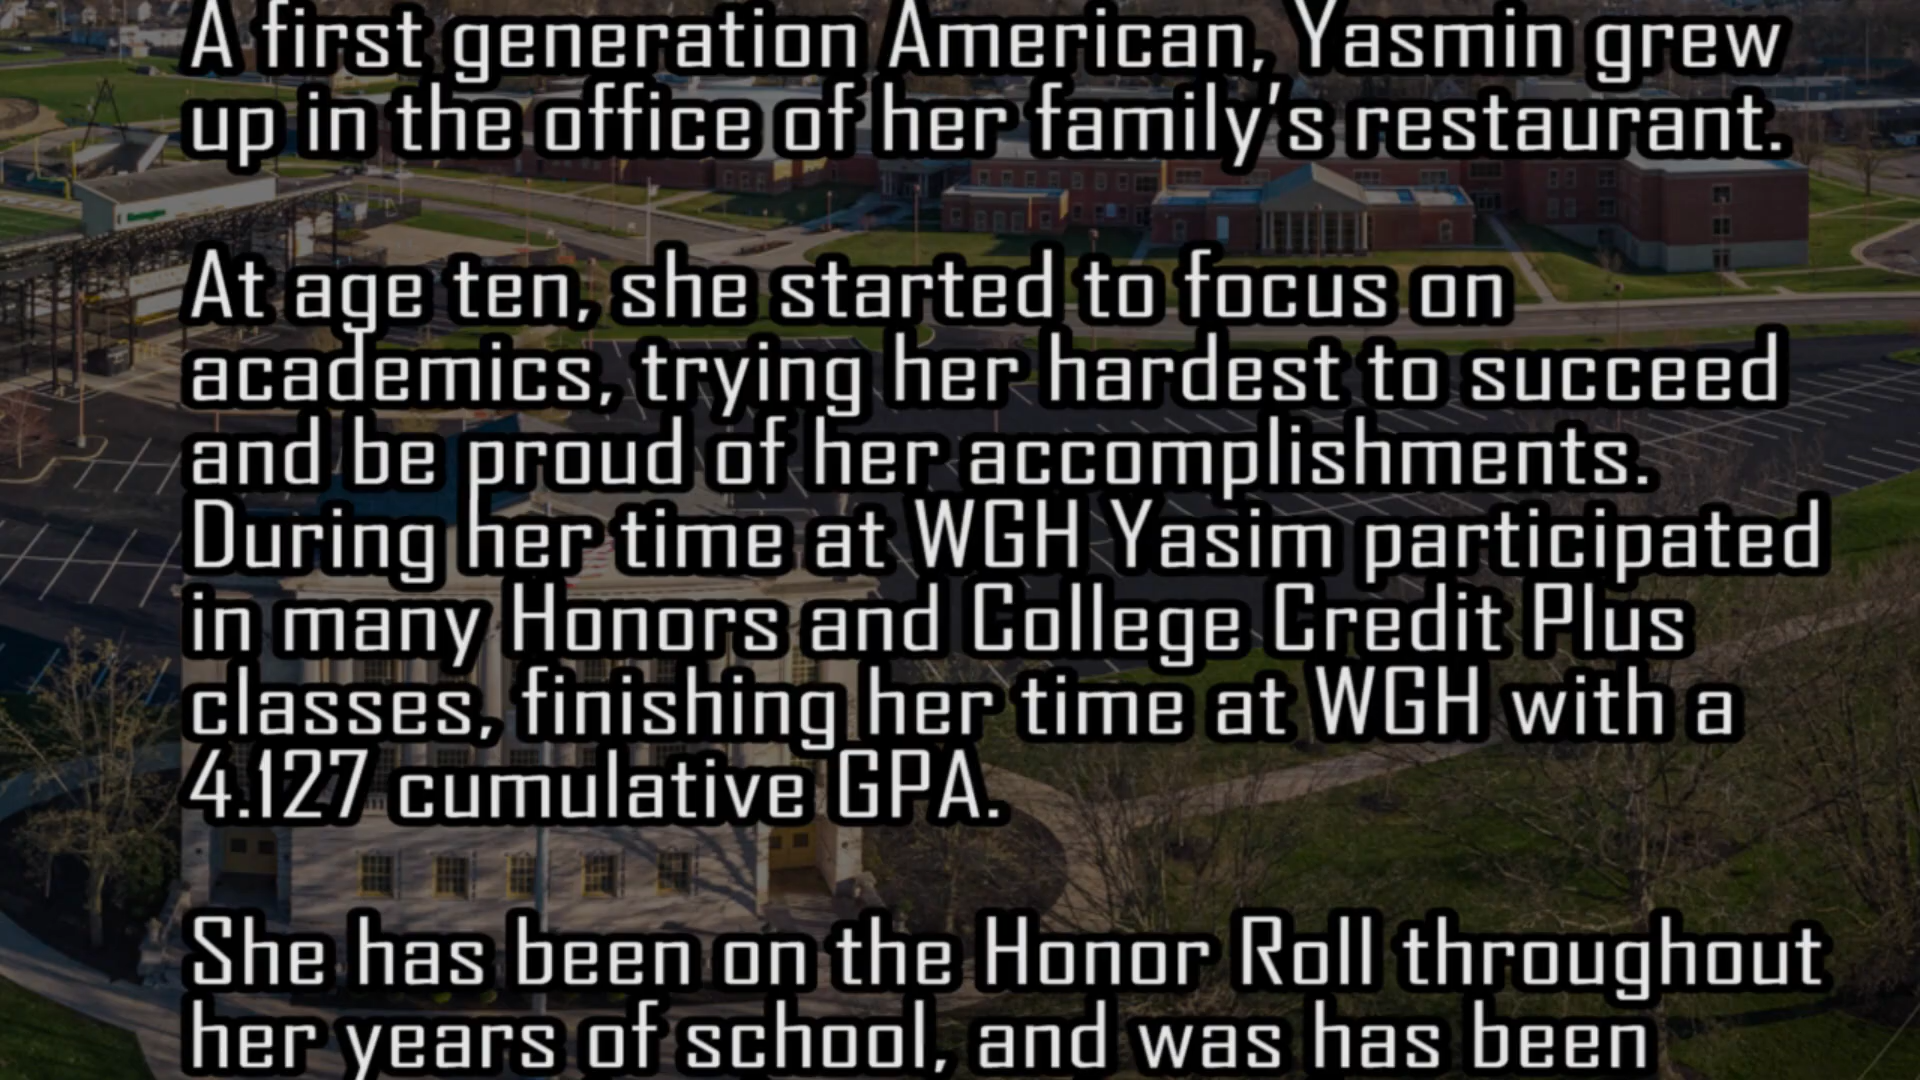 A first generation American, Yasmin grew
up in the office of her family's restaurant.
At age ten, she started to focus on
academics, trying her hardest to succeed
and be proud of her accomplishments.
During her time at WGH Yasim participated
in many Honors and College Credit Plus
classes, finishing her time at WGH with a
4.127 cumulative GPA.
She has been on the Honor Roll throughout
her years of school, and was has been